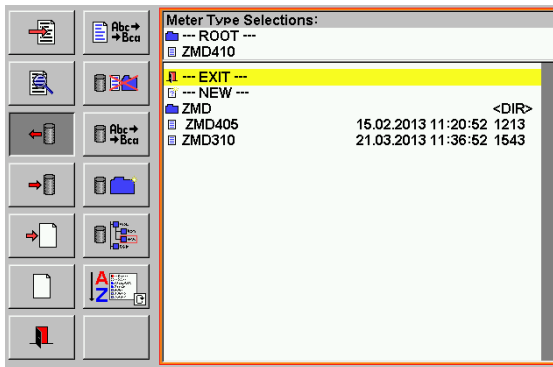 Abc→
→Bca
Abc→
→Bca
A
Z
Meter Type Selections:
--- ROOT ---
ZMD410
--- EXIT ---
--- NEW ---
ZMD <DIR>
ZMD405 15.02.2013 11:20:52 1213
ZMD310 21.03.2013 11:36:52 1543